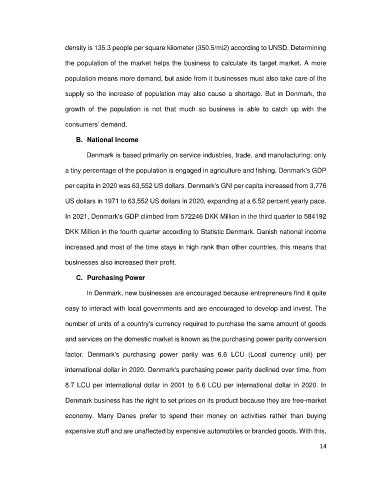 density is 135.3 people per square kilometer (350.5/mi2) according to UNSD. Determining
the population of the market helps the business to calculate its target market. A more
population means more demand, but aside from it businesses must also take care of the
supply so the increase of population may also cause a shortage. But in Denmark, the
growth of the population is not that much so business is able to catch up with the
consumers' demand.
B. National Income
Denmark is based primarily on service industries, trade, and manufacturing; only
a tiny percentage of the population is engaged in agriculture and fishing. Denmark's GDP
per capita in 2020 was 63,552 US dollars. Denmark's GNI per capita increased from 3,776
US dollars in 1971 to 63,552 US dollars in 2020, expanding at a 6.52 percent yearly pace.
In 2021, Denmark's GDP climbed from 572246 DKK Million in the third quarter to 584192
DKK Million in the fourth quarter according to Statistic Denmark. Danish national income
increased and most of the time stays in high rank than other countries, this means that
businesses also increased their profit.
C. Purchasing Power
In Denmark, new businesses are encouraged because entrepreneurs find it quite
easy to interact with local governments and are encouraged to develop and invest. The
number of units of a country's currency required to purchase the same amount of goods
and services on the domestic market is known as the purchasing power parity conversion
factor. Denmark's purchasing power parity was 6.6 LCU (Local currency unit) per
international dollar in 2020. Denmark's purchasing power parity declined over time, from
8.7 LCU per international dollar in 2001 to 6.6 LCU per international dollar in 2020. In
Denmark business has the right to set prices on its product because they are free-market
economy. Many Danes prefer to spend their money on activities rather than buying
expensive stuff and are unaffected by expensive automobiles or branded goods. With this,
14